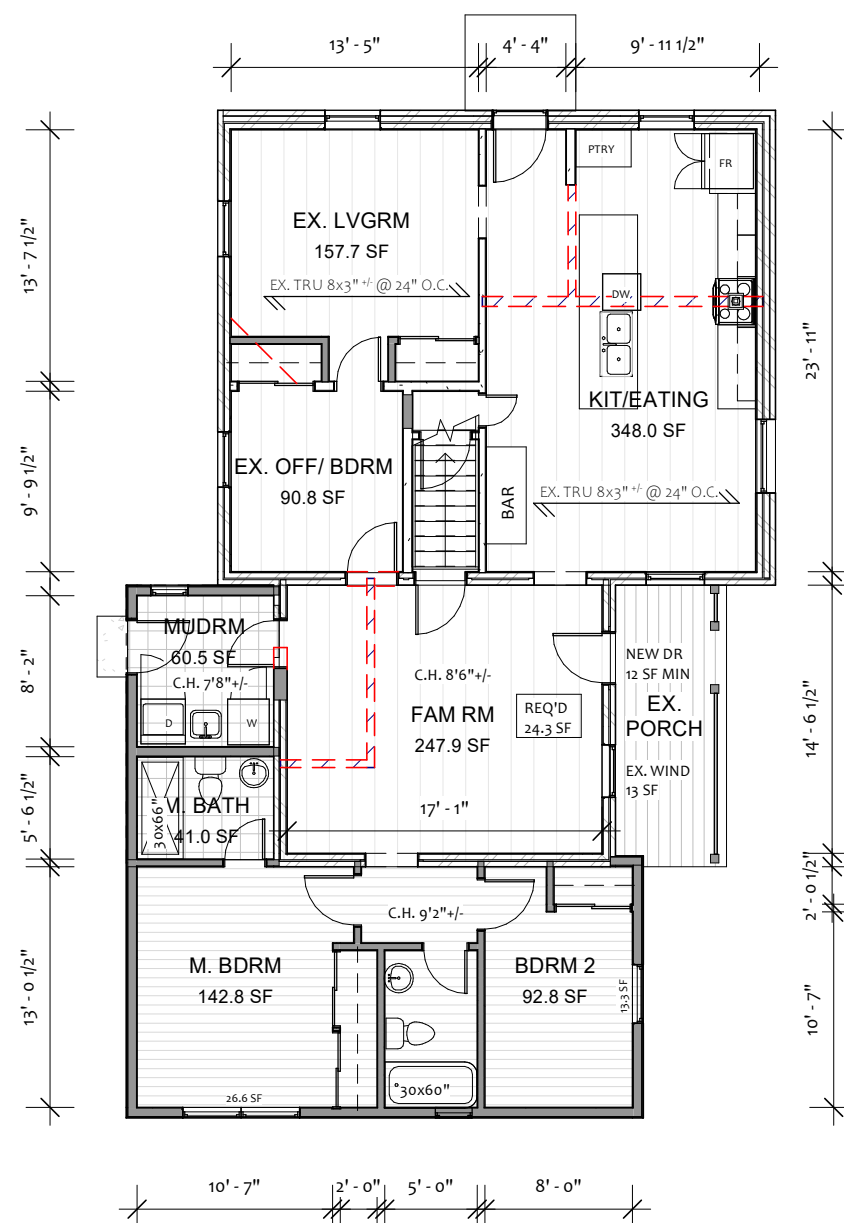 13' - 5"
4' - 4"
9' - 11 1/2"
13' - 7 1/2"
9' - 9 1/2"
8' - 2"
5' - 6 1/2"
13' - 0 1/2"
PTRY
FR
EX. LVGRM
157.7 SF
EX. TRU 8x3" +/- @ 24" O.C.
DW
KIT/EATING
348.0 SF
EX. OFF/ BDRM
90.8 SF
BAR
EX. TRU 8x3" +/- @ 24" O.C.
23' - 11"
MUDRM
60.5 SF
C.H. 7'8"+/-
D
W
C.H. 8'6"+/-
FAM RM
247.9 SF
REQ'D
24.3 SF
NEW DR
12 SF MIN
EX.
PORCH
EX. WIND
13 SF
14' - 6 1/2"
M. BATH
41.0 SF
30x66"
17' - 1"
C.H. 9'2"+/-
M. BDRM
142.8 SF
BDRM 2
92.8 SF
13.3 SF
2' - 0 1/2"
10' - 7"
26.6 SF
30x60"
10' - 7"
2' - 0"
5' - 0"
8' - 0"